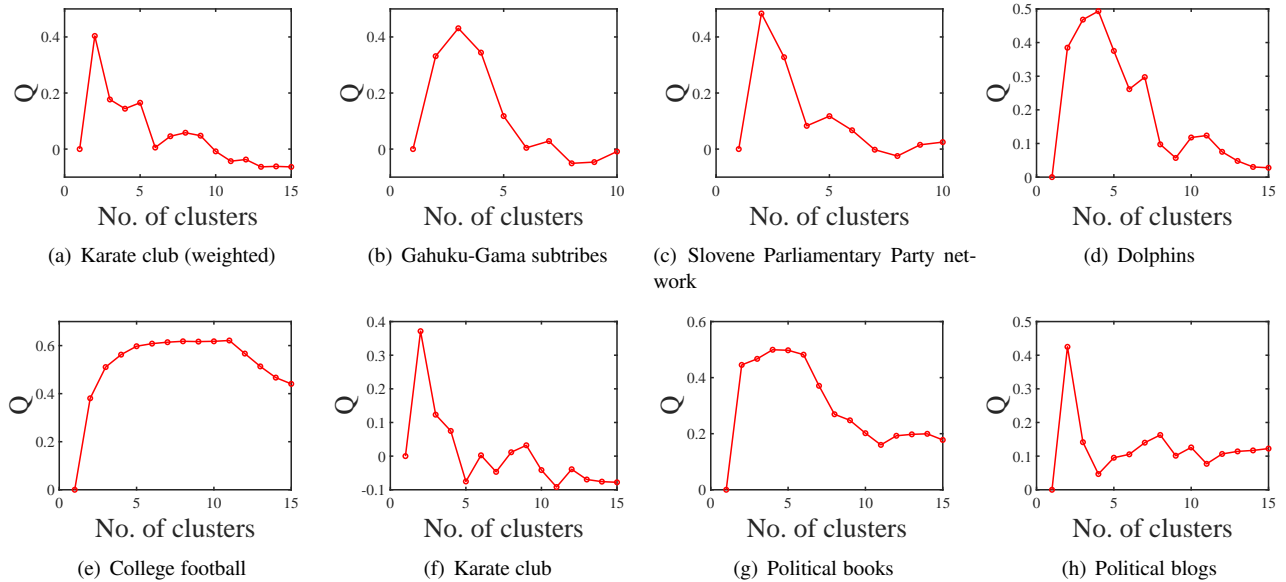 0.4
0.2
0
Q
0 5 10 15
No. of clusters
(a) Karate club (weighted)
0.4
0.2
0
Q
0 5 10
No. of clusters
(b) Gahuku-Gama subtribes
0.4
0.2
0
Q
0 5 10
No. of clusters
(c) Slovene Parliamentary Party net-
work
0.5
0.4
0.3
0.2
0.1
0
Q
0 5 10 15
No. of clusters
(d) Dolphins
0.6
0.4
0.2
0
Q
0 5 10 15
No. of clusters
(e) College football
0.4
0.3
0.2
0.1
0
-0.1
Q
0 5 10 15
No. of clusters
(f) Karate club
0.6
0.4
0.2
0
Q
0 5 10 15
No. of clusters
(g) Political books
0.5
0.4
0.3
0.2
0.1
0
Q
0 5 10 15
No. of clusters
(h) Political blogs